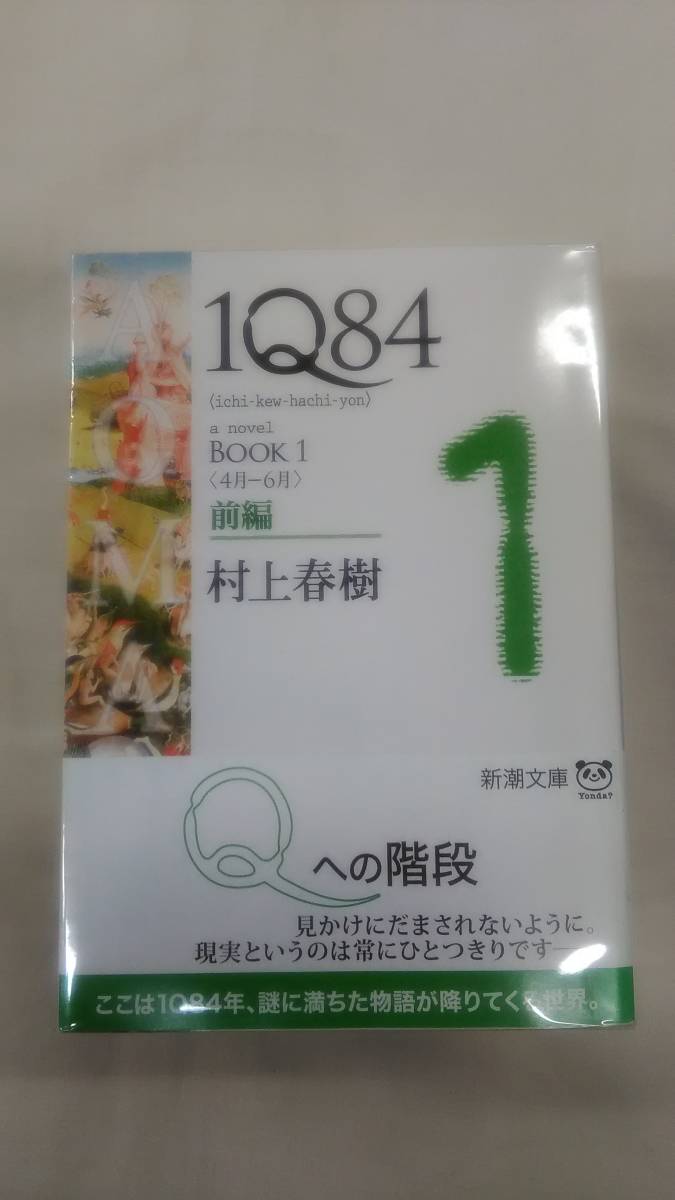 A
O
M
A
1Q84
〈ichi-kew-hachi-yon〉
a novel
BOOK 1
〈4月ー6月〉
前編
村上春樹
1
新潮文庫
Yonda?
Qへの階段
見かけにだまされないように。
現実というのは常にひとつきりです──
ここは1Q84年、謎に満ちた物語が降りてくる世界。